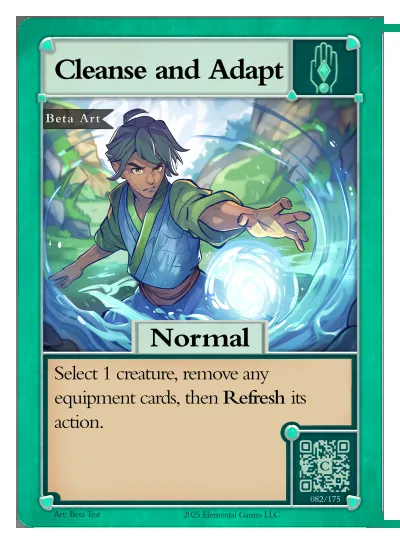 Cleanse and Adapt
Beta Art
Normal
Select 1 creature, remove any
equipment cards, then Refresh its
action.
C
082/175
Art: Beta Test
2025 Elemental Games LLC